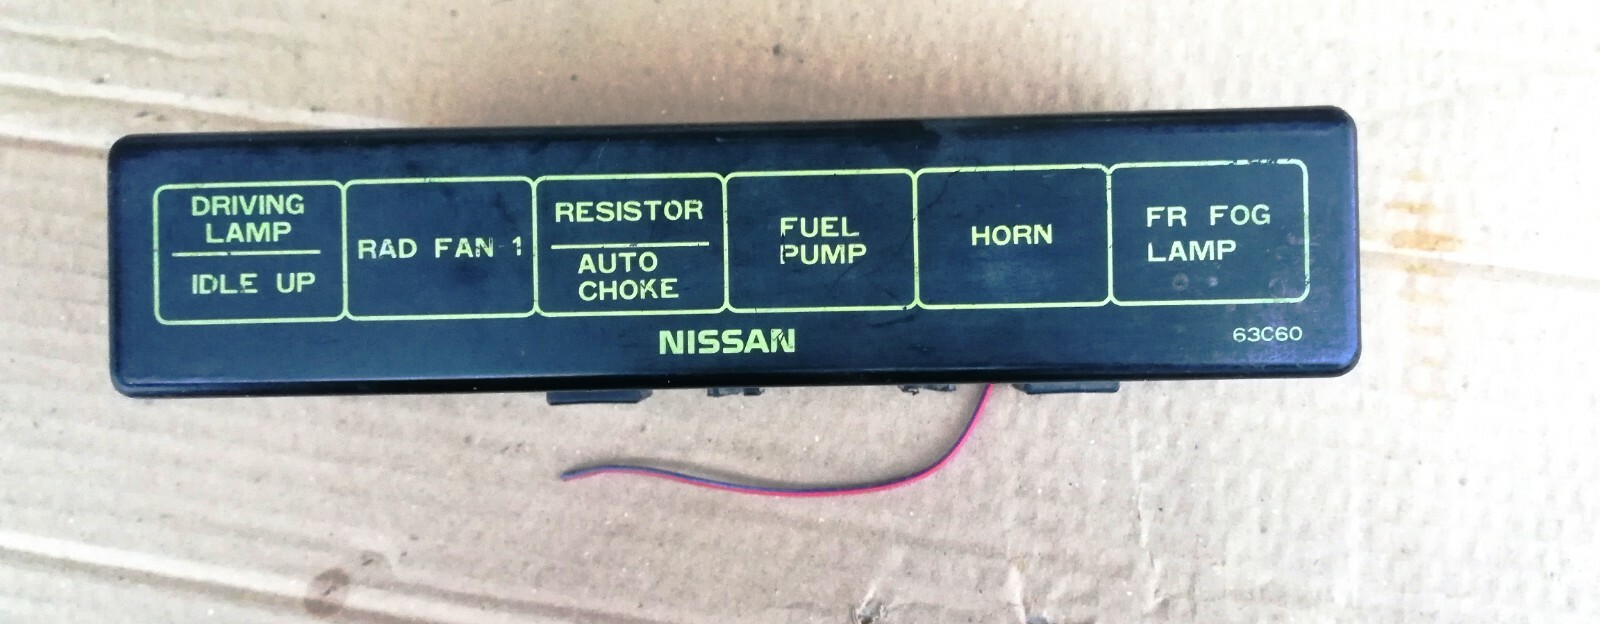 DRIVING
LAMP
IDLE UP
RAD FAN-1
RESISTOR
AUTO
CHOKE
FUEL
PUMP
HORN
FR FOG
LAMP
NISSAN
63C60